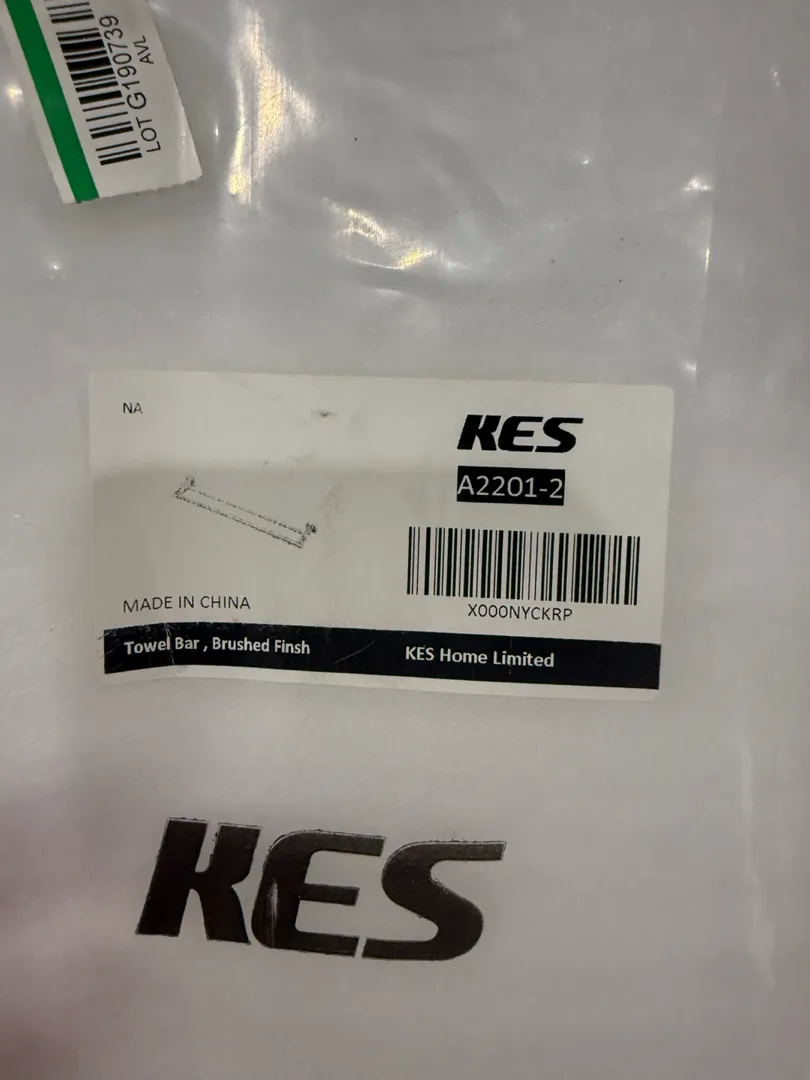 LOT G190739
AVL
NA
KES
A2201-2
X000NYCKRP
MADE IN CHINA
Towel Bar , Brushed Finsh
KES Home Limited
KES